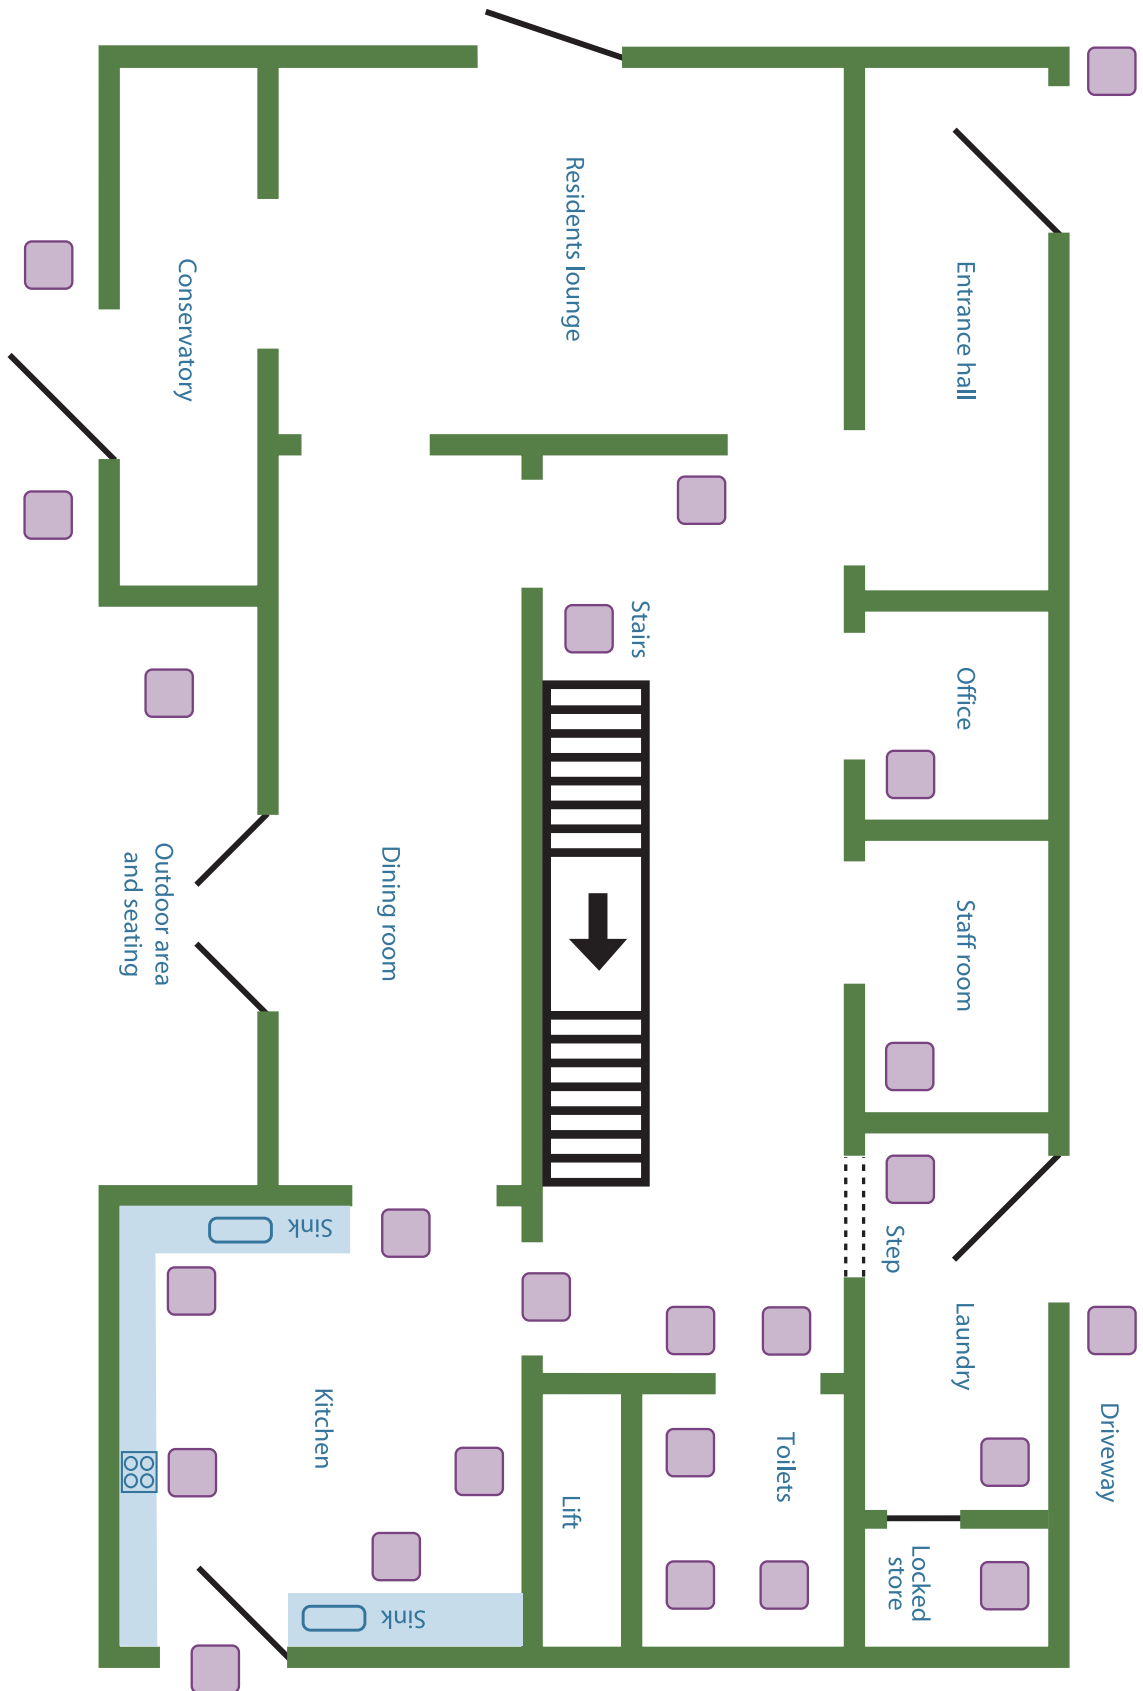 Residents lounge
Conservatory
Entrance hall
Stairs
Office
Dining room
Outdoor area
and seating
Staff room
Step
Sink
Laundry
Kitchen
Driveway
Toilets
Lift
Locked
store
Sink